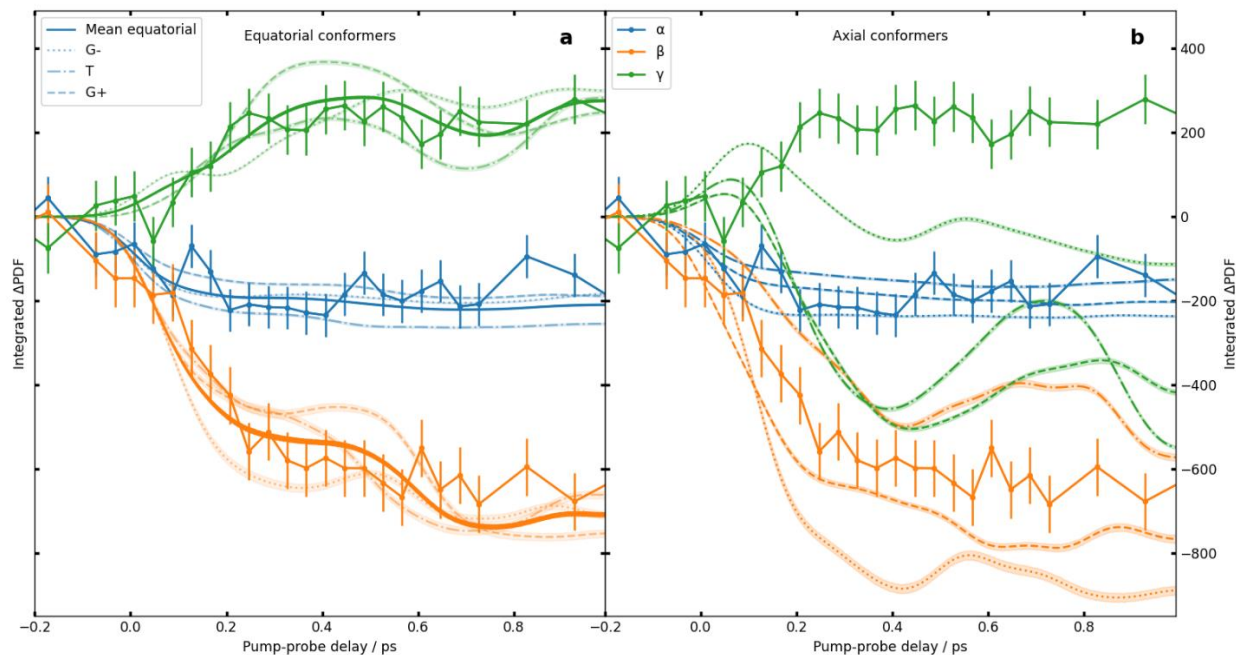 Mean equatorial
G-
T
G+
Equatorial conformers
a
α
β
γ
Axial conformers
b
Integrated ΔPDF
400
200
0
−200
−400
−600
−800
Integrated ΔPDF
−0.2
0.0
0.2
0.4
0.6
0.8
−0.2
0.0
0.2
0.4
0.6
0.8
Pump-probe delay / ps
Pump-probe delay / ps